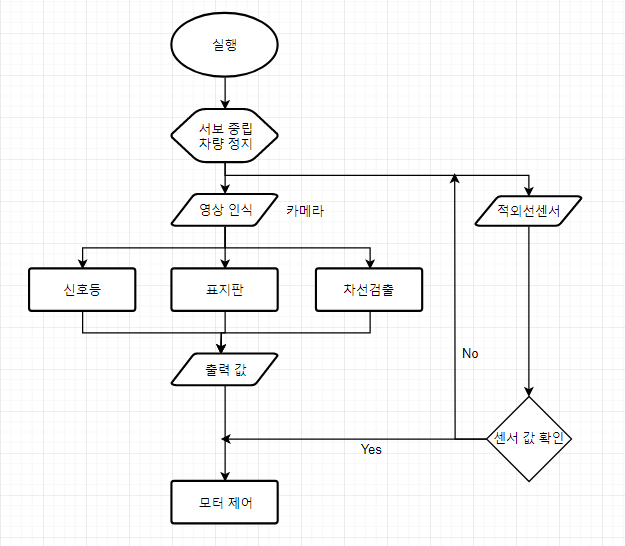 실행
서보 중립
차량 정지
영상 인식
카메라
적외선센서
신호등
표지판
차선검출
출력 값
No
센서 값 확인
Yes
모터 제어